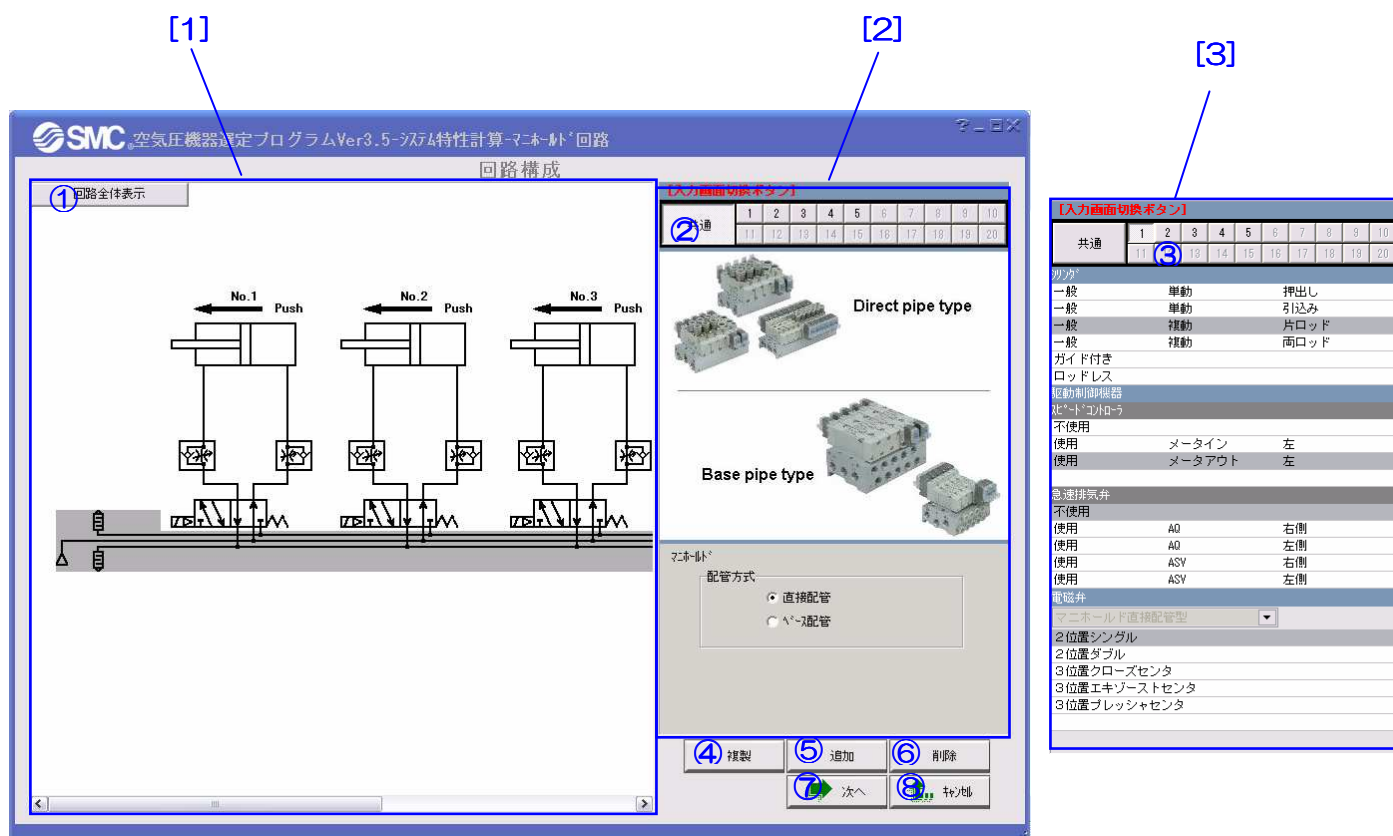 [1]
[2]
[3]
SMC 空気圧機器選定プログラムVer3.5-ｼｽﾃﾑ特性計算-ﾏﾆﾎｰﾙﾄﾞ回路
回路構成
① 回路全体表示
No.1 Push
No.2 Push
No.3 Push
[入力画面切換ボタン]
② 共通
1 2 3 4 5 6 7 8 9 10
11 12 13 14 15 16 17 18 19 20
Direct pipe type
Base pipe type
ﾏﾆﾎｰﾙﾄﾞ
配管方式
直接配管
ﾍﾞｰｽ配管
④ 複製
⑤ 追加
⑥ 削除
⑦ 次へ
⑧ ｷｬﾝｾﾙ
[入力画面切換ボタン]
共通
1 2 3 4 5 6 7 8 9 10
11 ③ 13 14 15 16 17 18 19 20
ｼﾘﾝﾀﾞ
一般 単動 押出し
一般 単動 引込み
一般 複動 片ロッド
一般 複動 両ロッド
ガイド付き
ロッドレス
駆動制御機器
ｽﾋﾟｰﾄﾞｺﾝﾄﾛｰﾗ
不使用
使用 メータイン 左
使用 メータアウト 左
急速排気弁
不使用
使用 AQ 右側
使用 AQ 左側
使用 ASV 右側
使用 ASV 左側
電磁弁
マニホールド直接配管型
2位置シングル
2位置ダブル
3位置クローズセンタ
3位置エキゾーストセンタ
3位置プレッシャセンタ